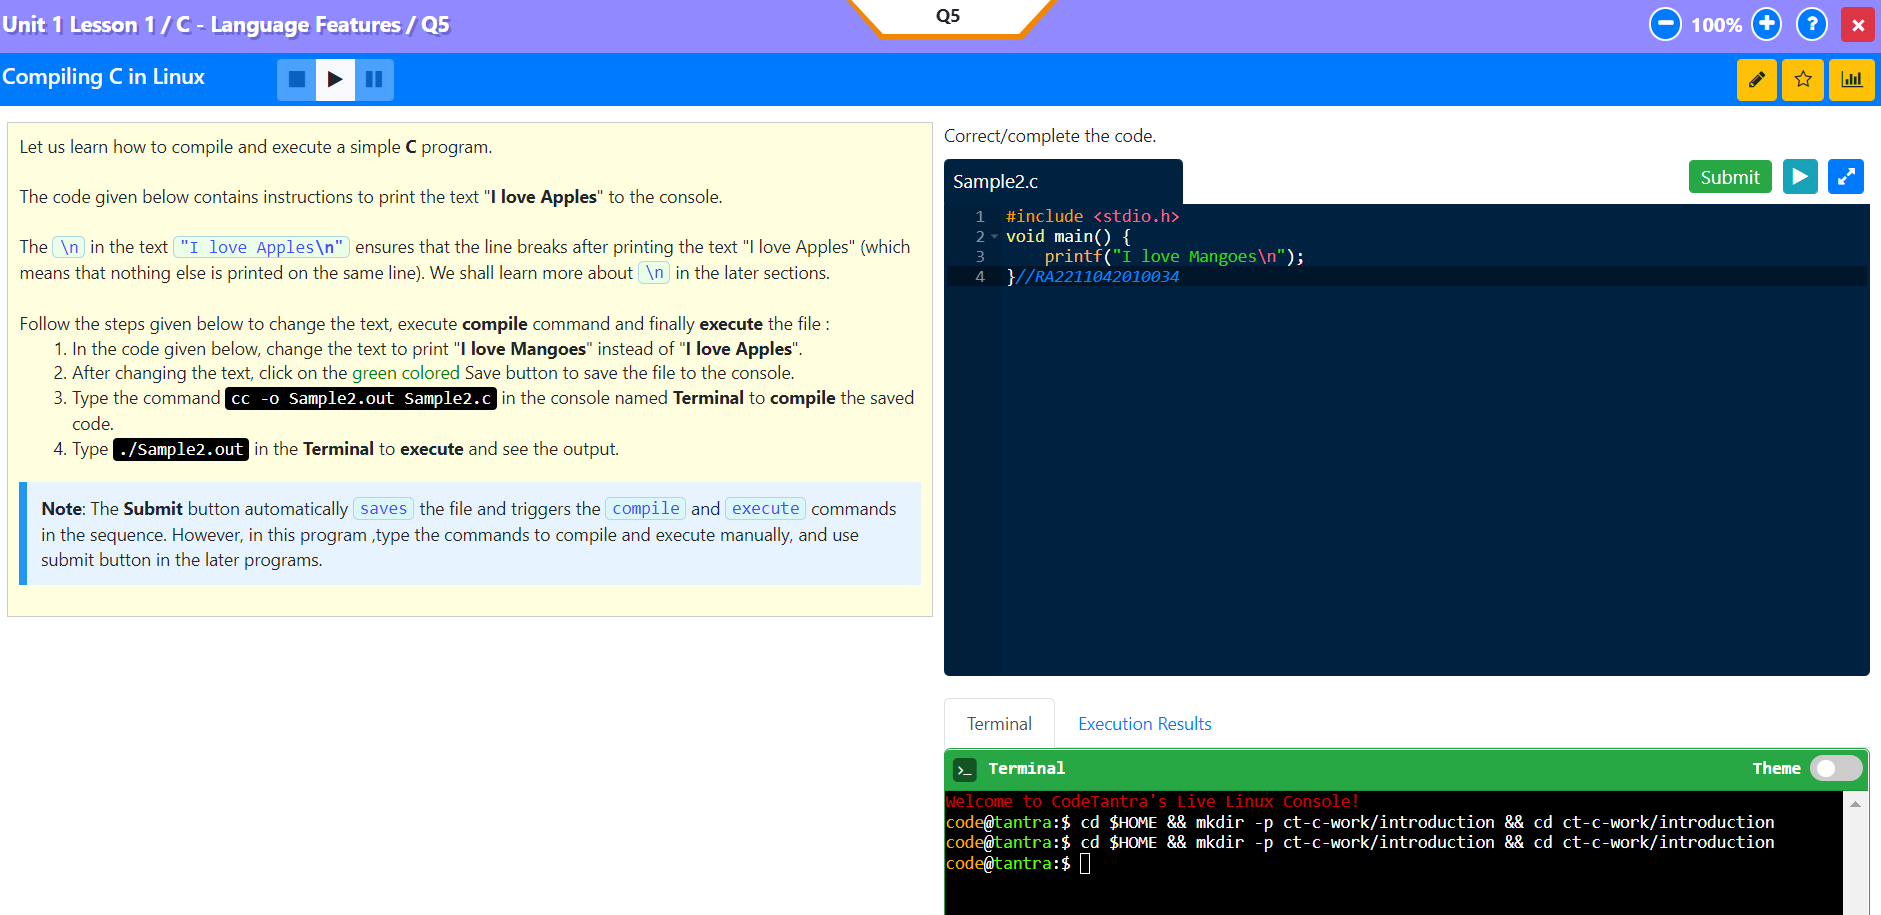 Unit 1 Lesson 1 / C - Language Features / Q5
Q5
100%
?
Compiling C in Linux
Let us learn how to compile and execute a simple C program.
The code given below contains instructions to print the text "I love Apples" to the console.
The \n in the text "I love Apples\n" ensures that the line breaks after printing the text "I love Apples" (which
means that nothing else is printed on the same line). We shall learn more about \n in the later sections.
Follow the steps given below to change the text, execute compile command and finally execute the file :
1. In the code given below, change the text to print "I love Mangoes" instead of "I love Apples".
2. After changing the text, click on the green colored Save button to save the file to the console.
3. Type the command cc -o Sample2.out Sample2.c in the console named Terminal to compile the saved
code.
4. Type ./Sample2.out in the Terminal to execute and see the output.
Note: The Submit button automatically saves the file and triggers the compile and execute commands
in the sequence. However, in this program ,type the commands to compile and execute manually, and use
submit button in the later programs.
Correct/complete the code.
Sample2.c
Submit
1 #include <stdio.h>
2 void main() {
3 printf("I love Mangoes\n");
4 }//RA2211042010034
Terminal
Execution Results
Terminal
Theme
Welcome to CodeTantra's Live Linux Console!
code@tantra:$ cd $HOME && mkdir -p ct-c-work/introduction && cd ct-c-work/introduction
code@tantra:$ cd $HOME && mkdir -p ct-c-work/introduction && cd ct-c-work/introduction
code@tantra:$